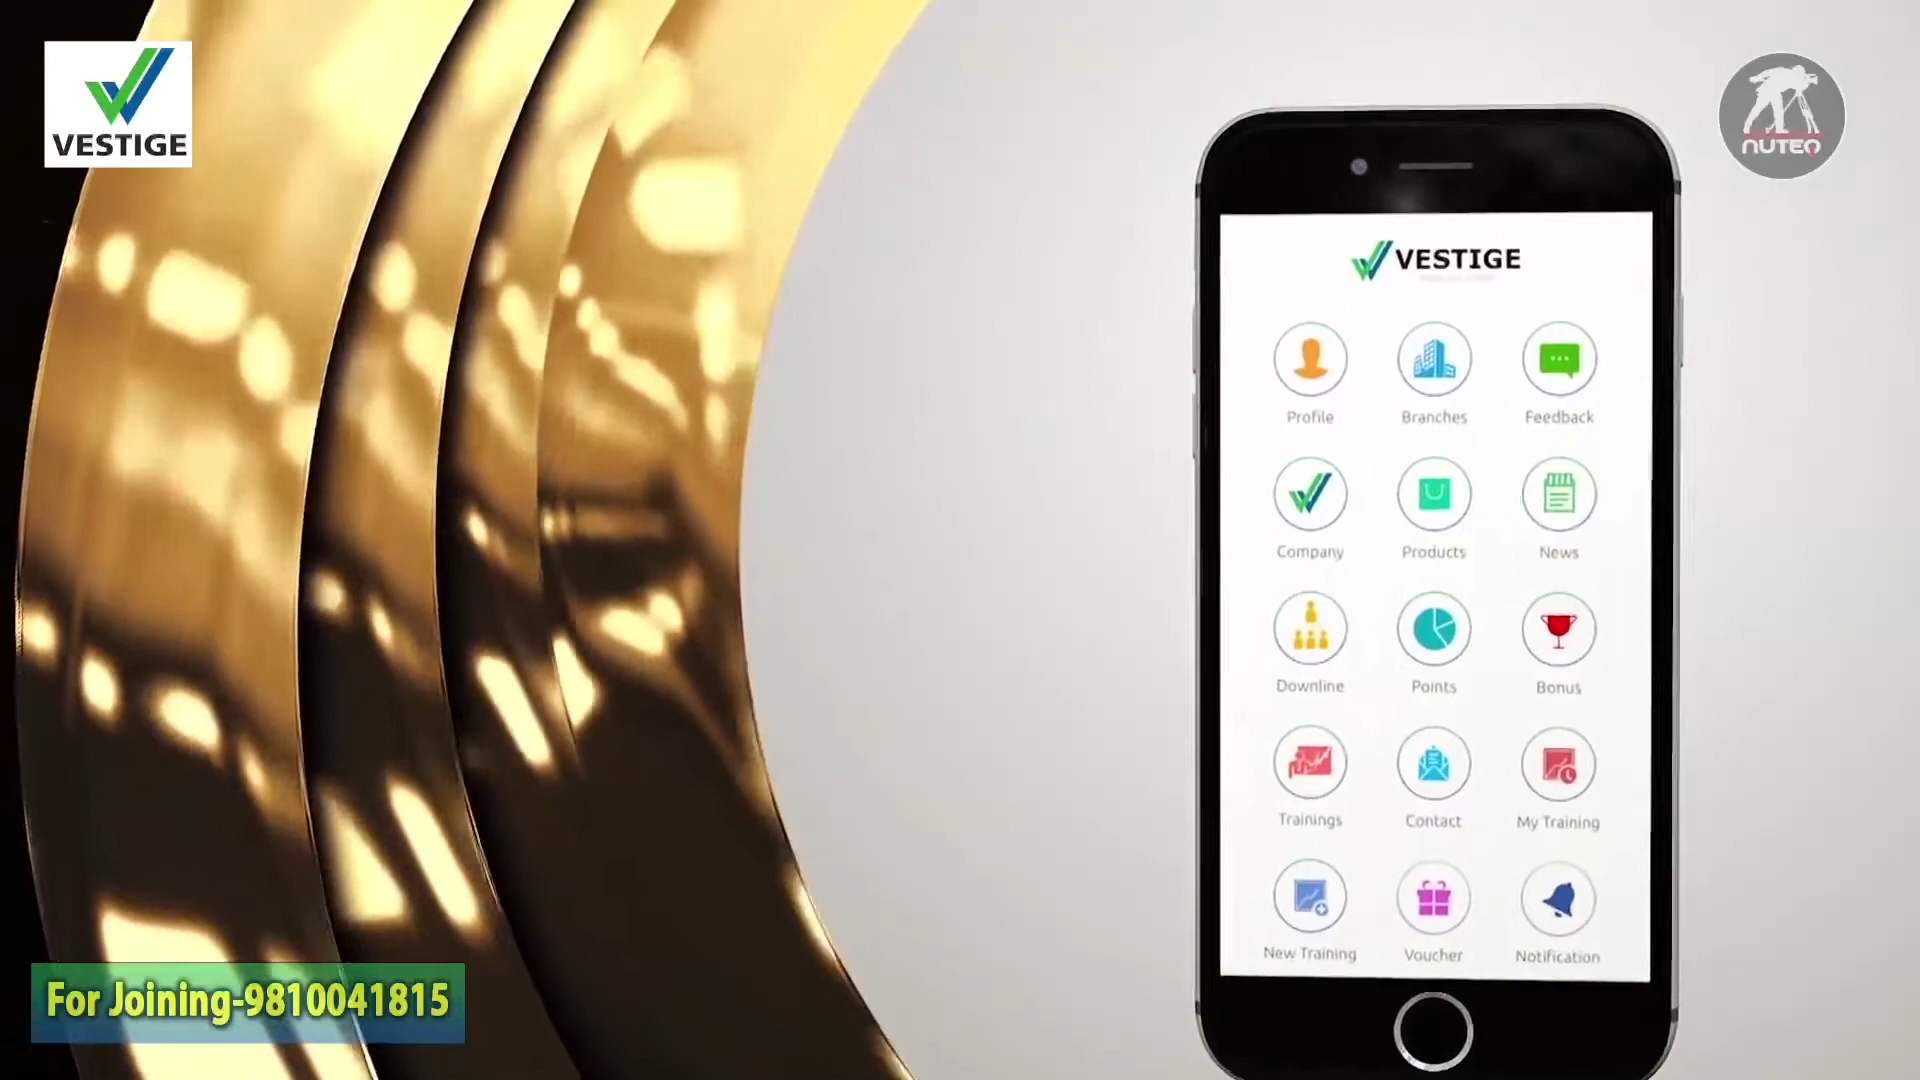 VESTIGE
NUTEQ
VESTIGE
Profile Branches Feedback
Company Products News
Downline Points Bonus
Trainings Contact My Training
New Training Voucher Notification
For Joining-9810041815